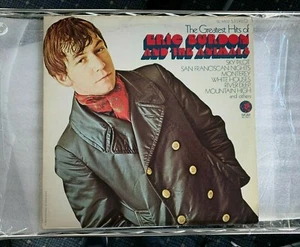 The Greatest Hits of
ERIC BURDON
AND THE ANIMALS
SKY PILOT
SAN FRANCISCAN NIGHTS
MONTEREY
WHITE HOUSES
RIVER DEEP
MOUNTAIN HIGH
and others